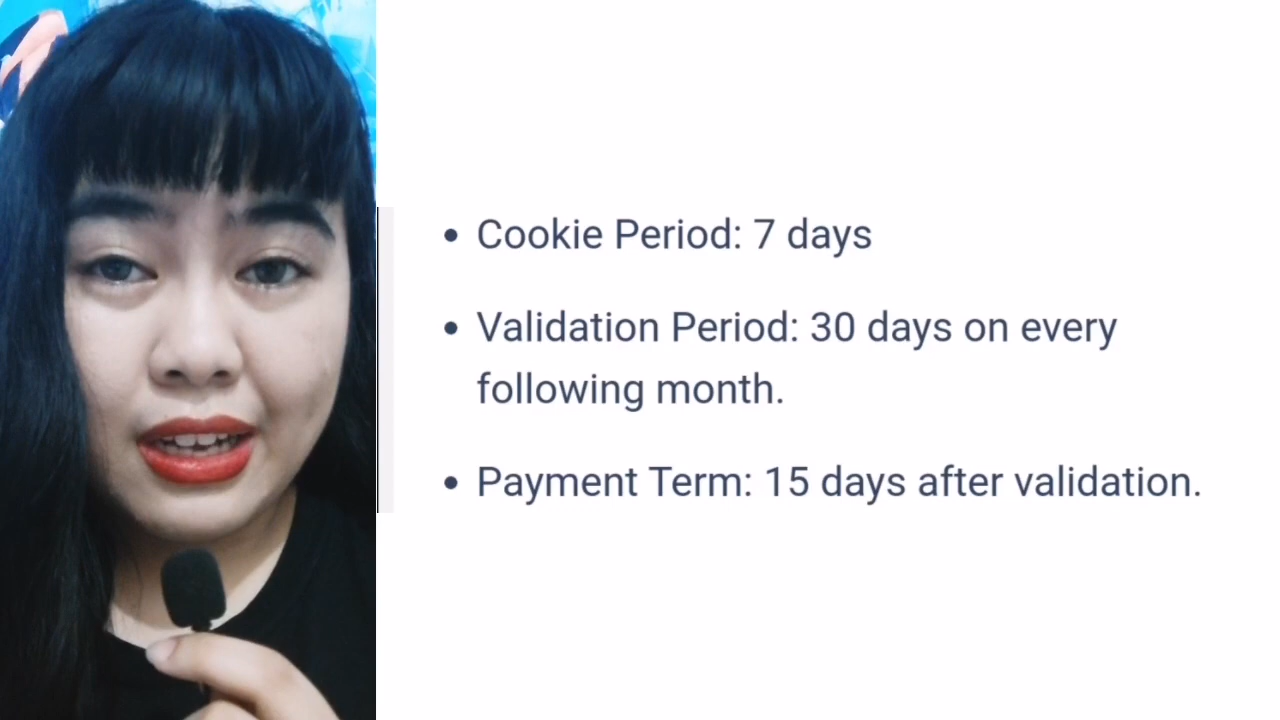 Cookie Period: 7 days
Validation Period: 30 days on every
following month.
Payment Term: 15 days after validation.